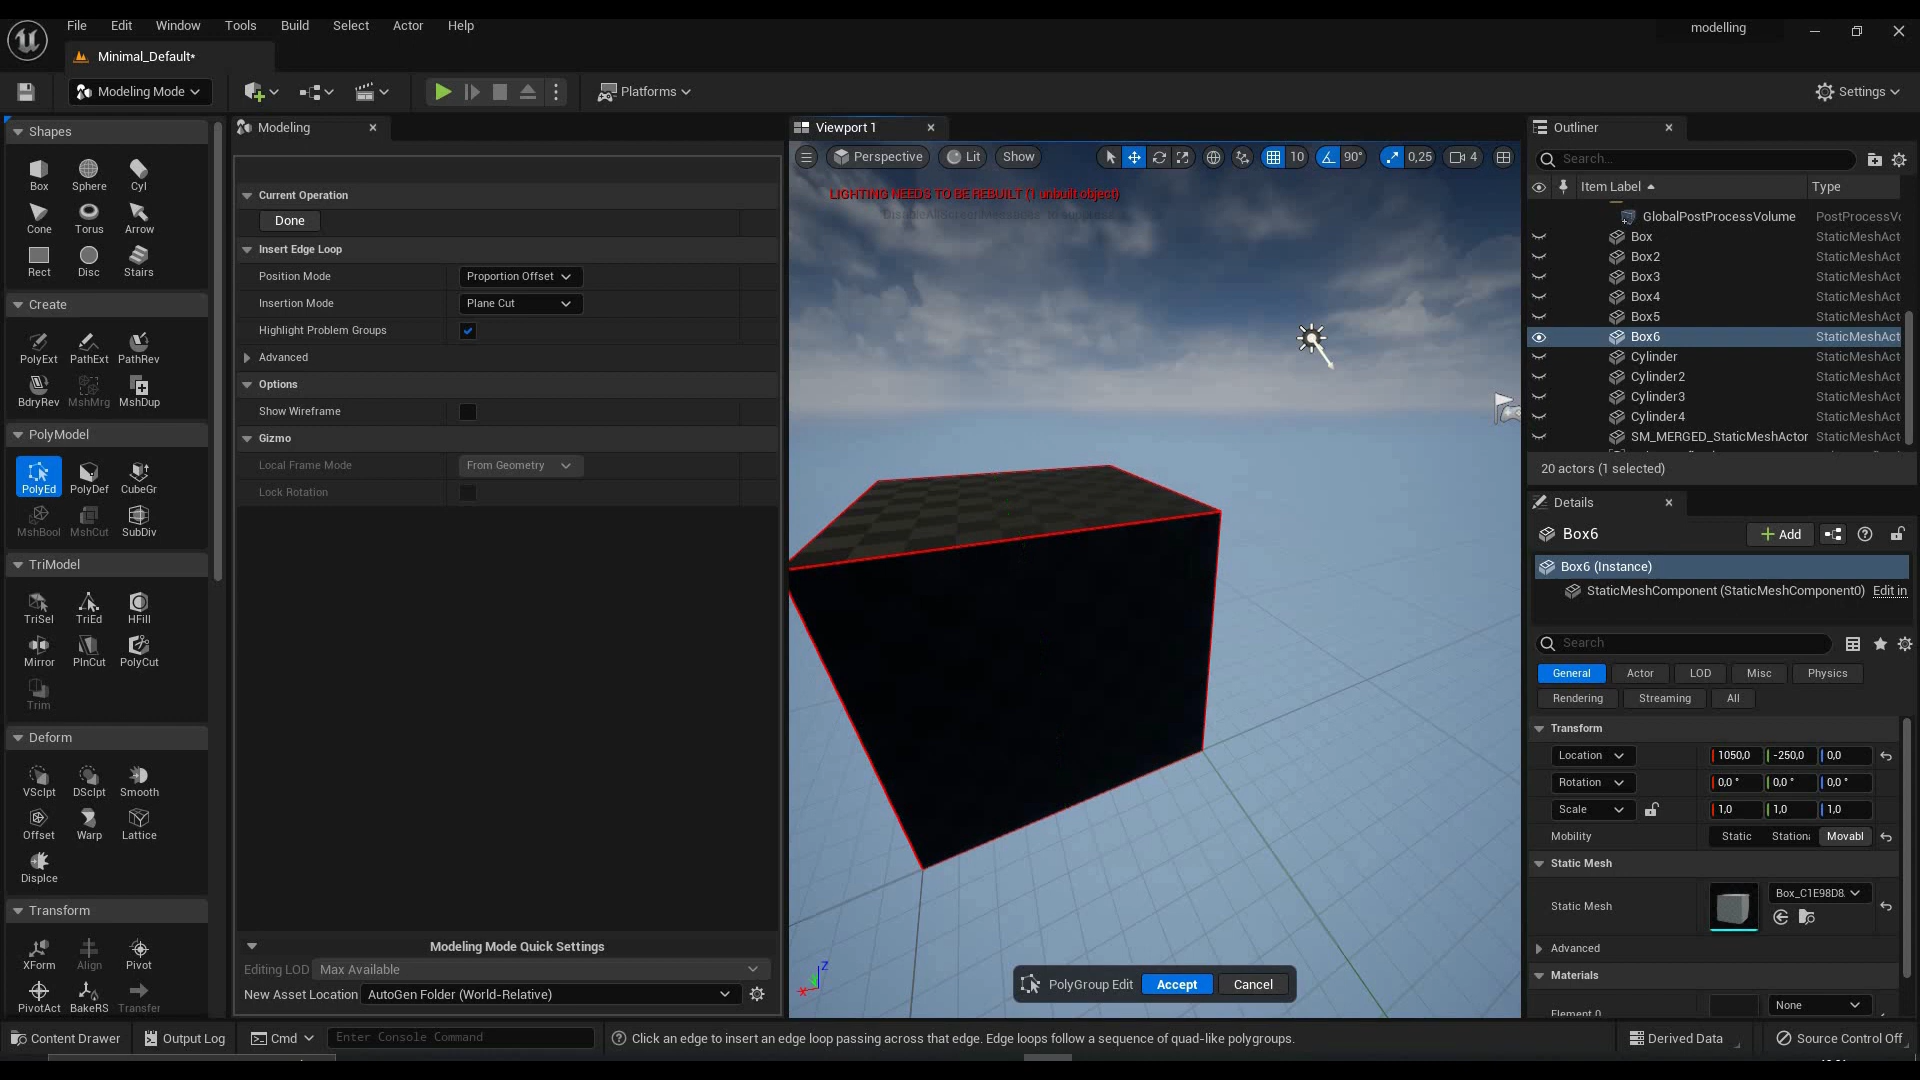 File Edit Window Tools Build Select Actor Help
modelling
Minimal_Default*
Modeling Mode
Platforms
Settings
Shapes
Box Sphere Cyl
Cone Torus Arrow
Rect Disc Stairs
Create
PolyExt PathExt PathRev
BdryRev MshMrg MshDup
PolyModel
PolyEd PolyDef CubeGr
MshBool MshCut SubDiv
TriModel
TriSel TriEd HFill
Mirror PlnCut PolyCut
Trim
Deform
VSclpt DSclpt Smooth
Offset Warp Lattice
Displce
Transform
XForm Align Pivot
PivotAct BakeRS Transfer
Modeling
Current Operation
Done
Insert Edge Loop
Position Mode Proportion Offset
Insertion Mode Plane Cut
Highlight Problem Groups
Advanced
Options
Show Wireframe
Gizmo
Local Frame Mode From Geometry
Lock Rotation
Modeling Mode Quick Settings
Editing LOD Max Available
New Asset Location AutoGen Folder (World-Relative)
Viewport 1
Perspective Lit Show 10 90° 0,25 4
LIGHTING NEEDS TO BE REBUILT (1 unbuilt object)
'DisableAllScreenMessages' to suppress
Z
X
PolyGroup Edit Accept Cancel
Outliner
Search...
Item Label Type
GlobalPostProcessVolume PostProcessVo
Box StaticMeshAct
Box2 StaticMeshAct
Box3 StaticMeshAct
Box4 StaticMeshAct
Box5 StaticMeshAct
Box6 StaticMeshAct
Cylinder StaticMeshAct
Cylinder2 StaticMeshAct
Cylinder3 StaticMeshAct
Cylinder4 StaticMeshAct
SM_MERGED_StaticMeshActor StaticMeshAct
20 actors (1 selected)
Details
Box6 Add
Box6 (Instance)
StaticMeshComponent (StaticMeshComponent0) Edit in
Search
General Actor LOD Misc Physics
Rendering Streaming All
Transform
Location 1050,0 -250,0 0,0
Rotation 0,0 ° 0,0 ° 0,0 °
Scale 1,0 1,0 1,0
Mobility Static Station Movabl
Static Mesh
Static Mesh Box_C1E98D8.
Advanced
Materials
Element 0 None
Content Drawer Output Log Cmd Enter Console Command
Click an edge to insert an edge loop passing across that edge. Edge loops follow a sequence of quad-like polygroups.
Derived Data Source Control Off